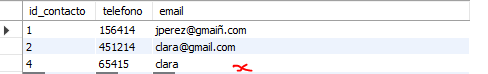 id_contacto telefono email
1 156414 jperez@gmaiñ.com
2 451214 clara@gmail.com
4 65415 clara